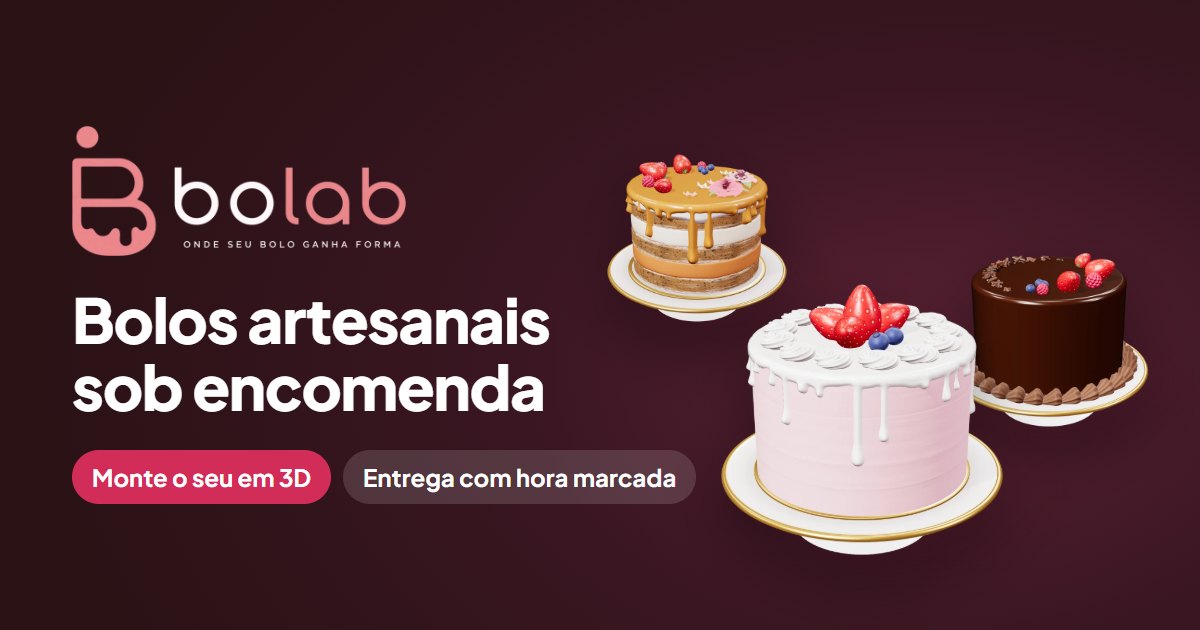 bolab
ONDE SEU BOLO GANHA FORMA
Bolos artesanais
sob encomenda
Monte o seu em 3D
Entrega com hora marcada